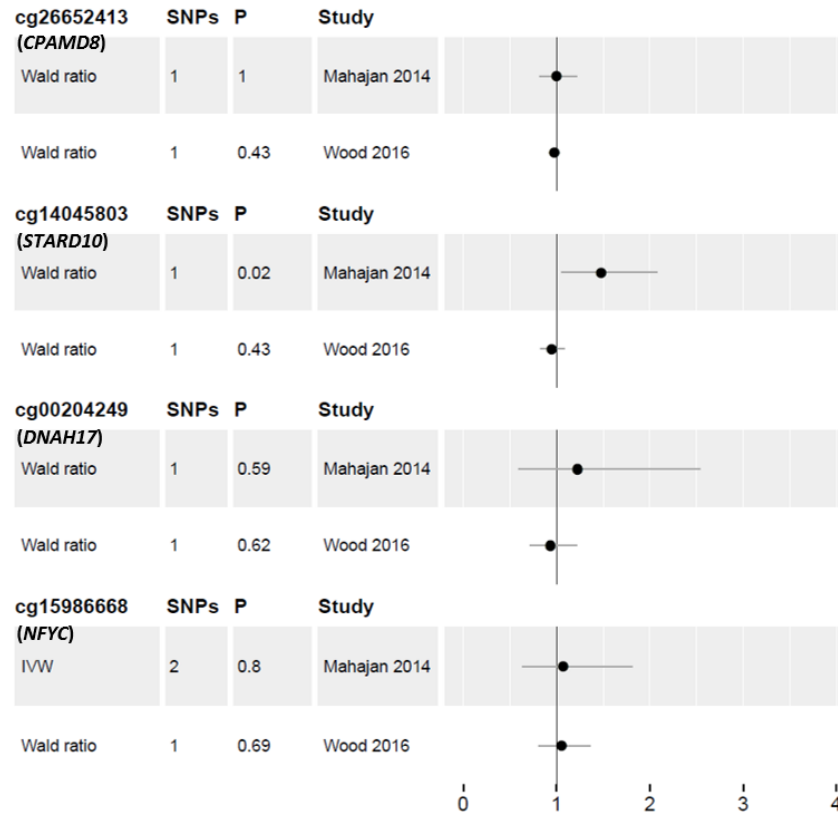 cg26652413 SNPs P Study
(CPAMD8)
Wald ratio 1 1 Mahajan 2014
Wald ratio 1 0.43 Wood 2016
cg14045803 SNPs P Study
(STARD10)
Wald ratio 1 0.02 Mahajan 2014
Wald ratio 1 0.43 Wood 2016
cg00204249 SNPs P Study
(DNAH17)
Wald ratio 1 0.59 Mahajan 2014
Wald ratio 1 0.62 Wood 2016
cg15986668 SNPs P Study
(NFYC)
IVW 2 0.8 Mahajan 2014
Wald ratio 1 0.69 Wood 2016
0 1 2 3 4